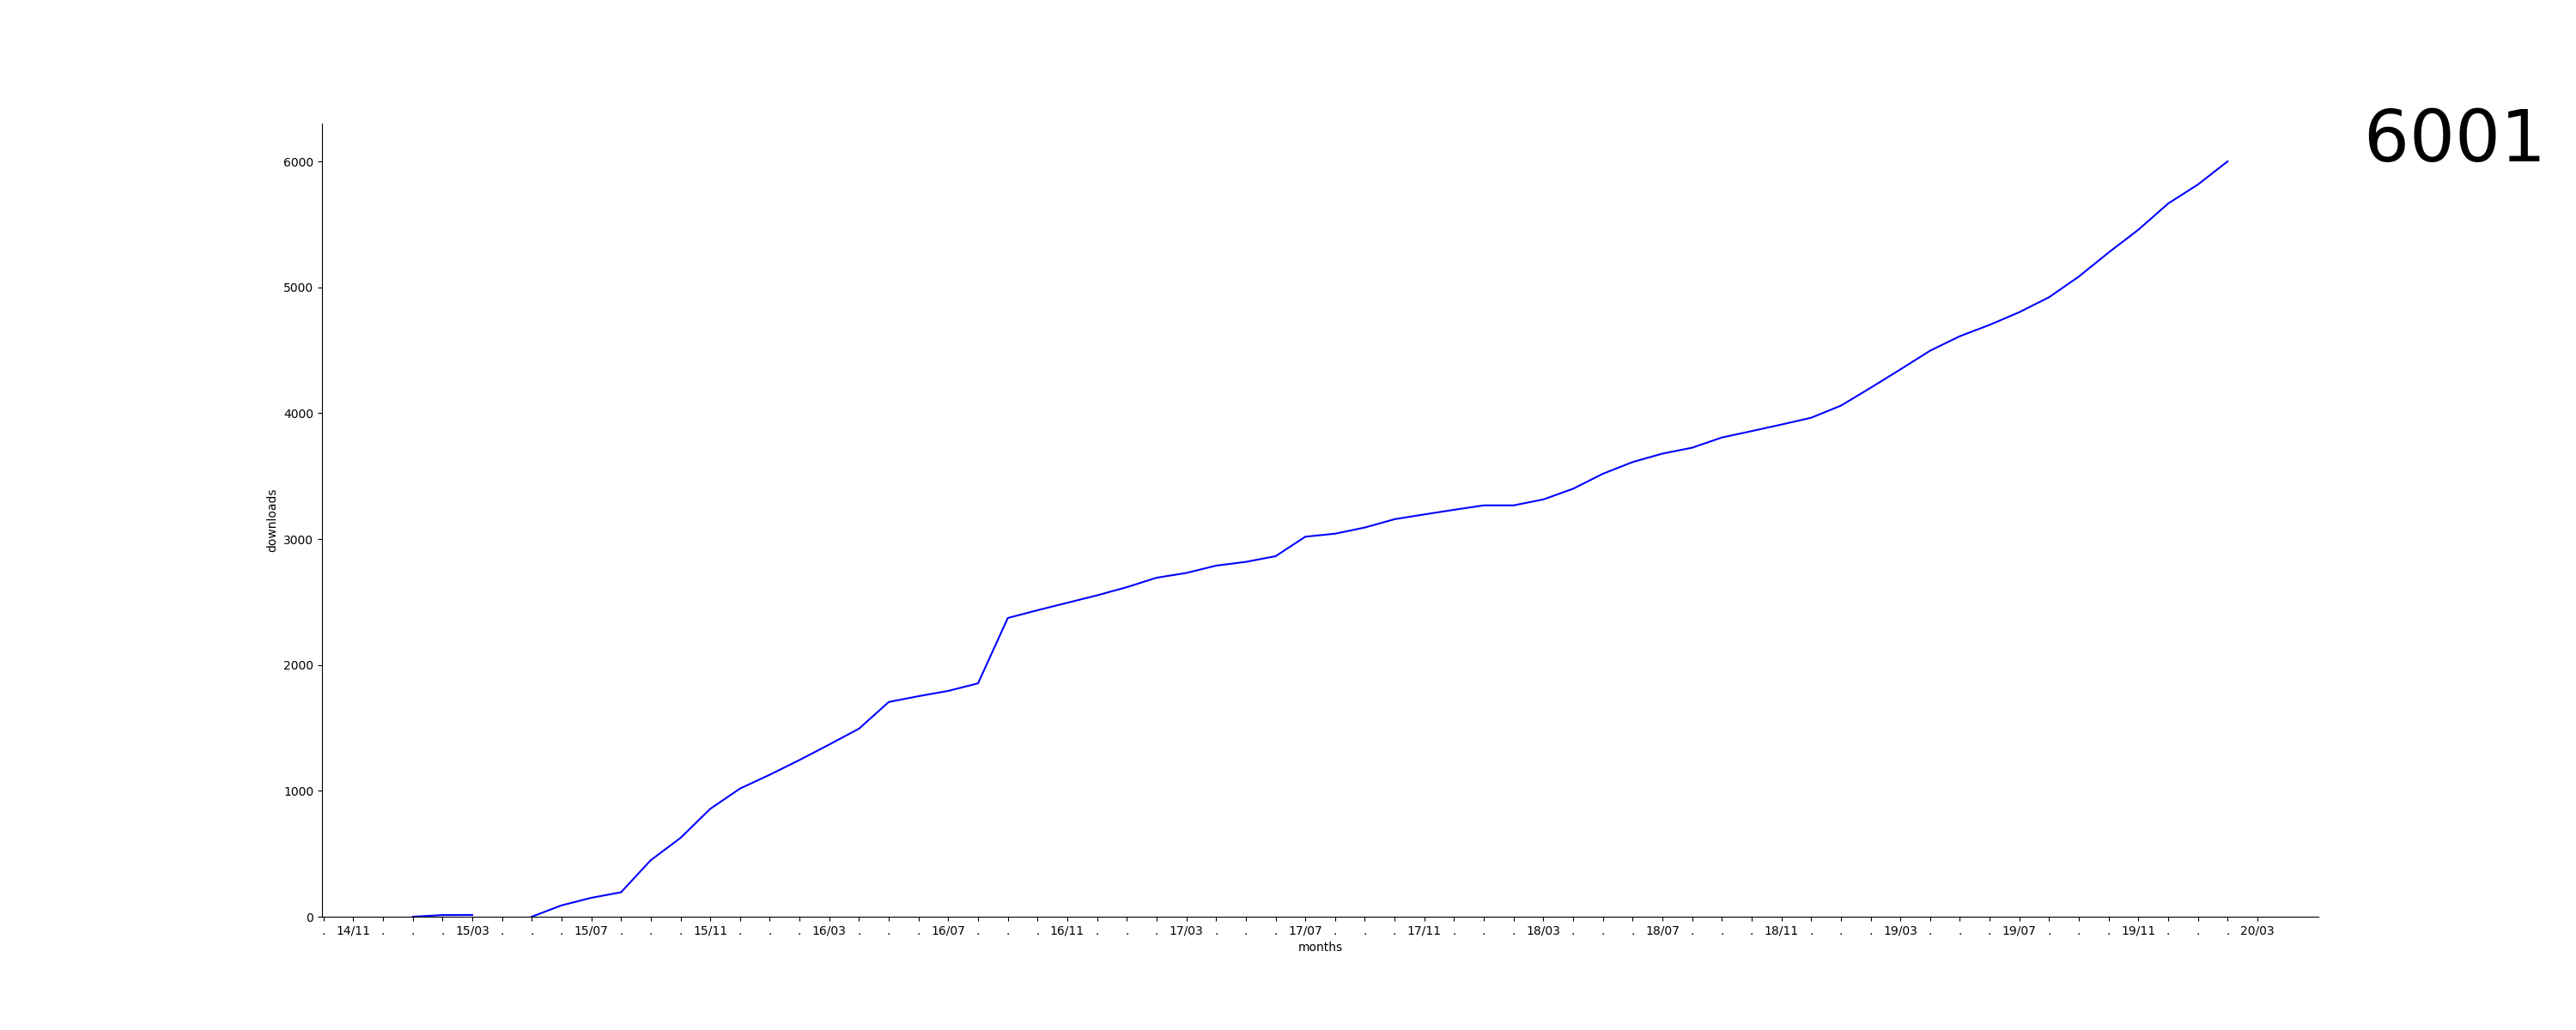 6001
6000
5000
4000
3000
2000
1000
0
downloads
. 14/11 . . . 15/03 . . . 15/07 . . . 15/11 . . . 16/03 . . . 16/07 . . . 16/11 . . . 17/03 . . . 17/07 . . . 17/11 . . . 18/03 . . . 18/07 . . . 18/11 . . . 19/03 . . . 19/07 . . . 19/11 . . . 20/03
months